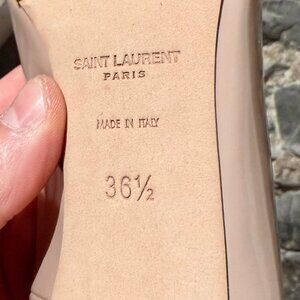 SAINT LAURENT
PARIS
MADE IN ITALY
36½